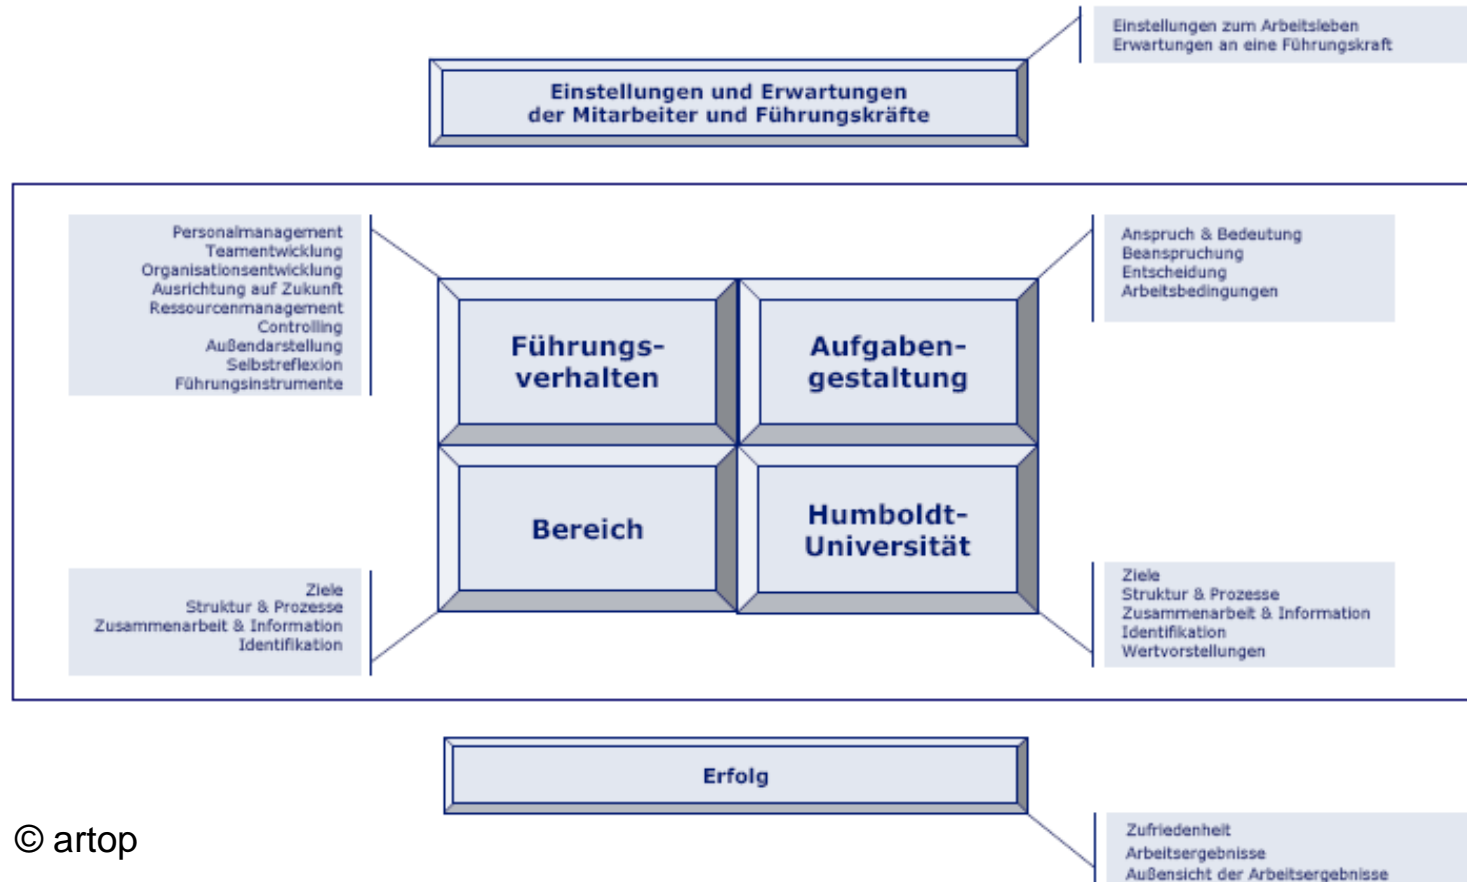 Einstellungen zum Arbeitsleben
Erwartungen an eine Führungskraft
Einstellungen und Erwartungen
der Mitarbeiter und Führungskräfte
Personalmanagement
Teamentwicklung
Organisationsentwicklung
Ausrichtung auf Zukunft
Ressourcenmanagement
Controlling
Außendarstellung
Selbstreflexion
Führungsinstrumente
Anspruch & Bedeutung
Beanspruchung
Entscheidung
Arbeitsbedingungen
Führungs-
verhalten
Aufgaben-
gestaltung
Bereich
Humboldt-
Universität
Ziele
Struktur & Prozesse
Zusammenarbeit & Information
Identifikation
Ziele
Struktur & Prozesse
Zusammenarbeit & Information
Identifikation
Wertvorstellungen
Erfolg
Zufriedenheit
Arbeitsergebnisse
Außensicht der Arbeitsergebnisse
© artop